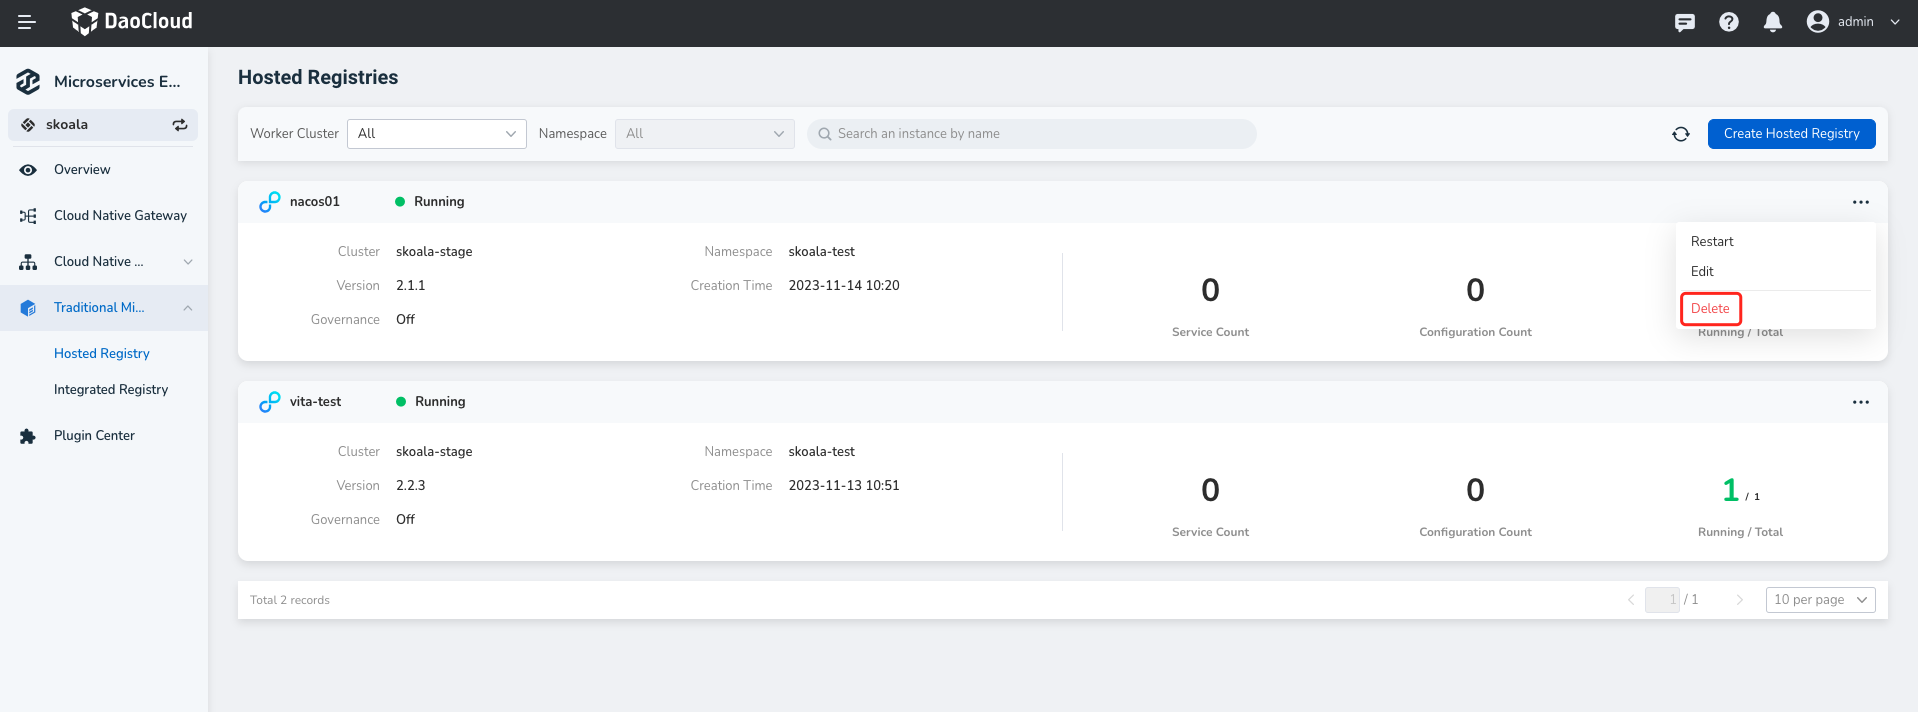 DaoCloud
admin
Microservices E...
skoala
Overview
Cloud Native Gateway
Cloud Native ...
Traditional Mi...
Hosted Registry
Integrated Registry
Plugin Center
Hosted Registries
Worker Cluster All Namespace All Search an instance by name Create Hosted Registry
nacos01 Running
Cluster skoala-stage Namespace skoala-test
Version 2.1.1 Creation Time 2023-11-14 10:20
Governance Off
0 0
Service Count Configuration Count Running / Total
Restart
Edit
Delete
vita-test Running
Cluster skoala-stage Namespace skoala-test
Version 2.2.3 Creation Time 2023-11-13 10:51
Governance Off
0 0 1 / 1
Service Count Configuration Count Running / Total
Total 2 records 1 / 1 10 per page